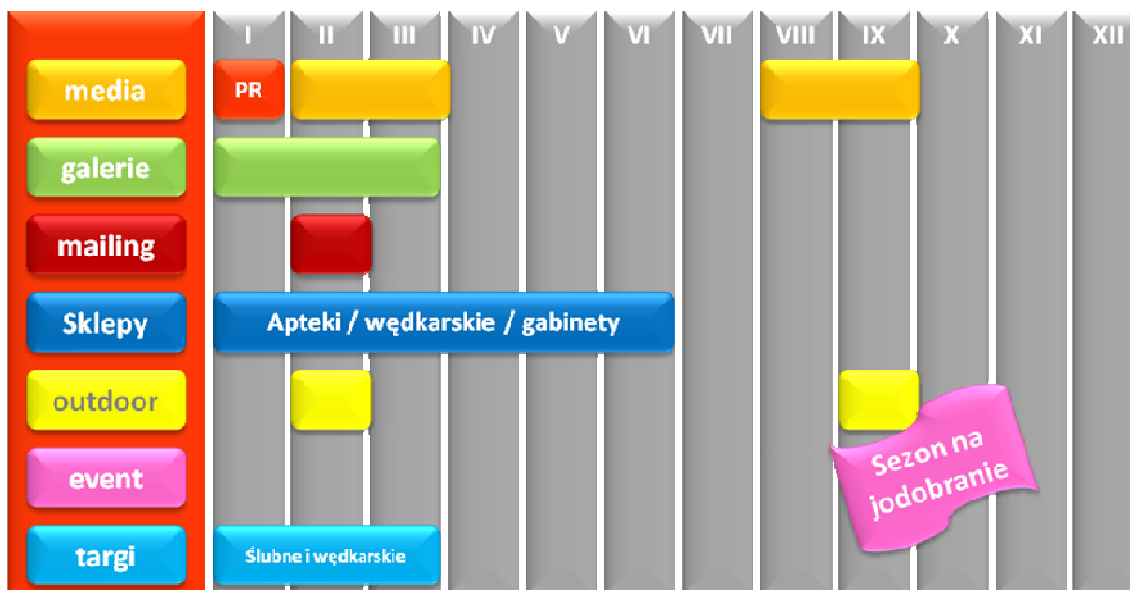 I II III IV V VI VII VIII IX X XI XII
media PR
galerie
mailing
Sklepy Apteki / wędkarskie / gabinety
outdoor
Sezon na
jodobranie
event
targi Ślubne i wędkarskie